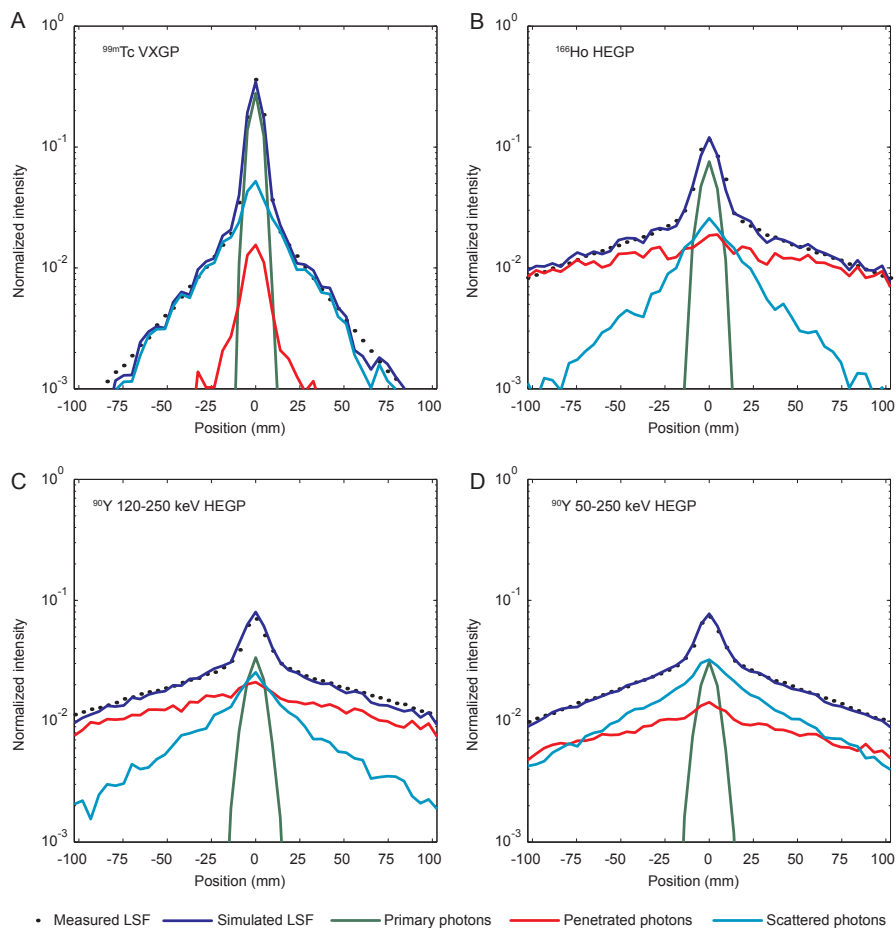 A
99mTc VXGP
Normalized intensity
10^0
10^-1
10^-2
10^-3
-100 -75 -50 -25 0 25 50 75 100
Position (mm)
B
166Ho HEGP
Normalized intensity
10^0
10^-1
10^-2
10^-3
-100 -75 -50 -25 0 25 50 75 100
Position (mm)
C
90Y 120-250 keV HEGP
Normalized intensity
10^0
10^-1
10^-2
10^-3
-100 -75 -50 -25 0 25 50 75 100
Position (mm)
D
90Y 50-250 keV HEGP
Normalized intensity
10^0
10^-1
10^-2
10^-3
-100 -75 -50 -25 0 25 50 75 100
Position (mm)
Measured LSF Simulated LSF Primary photons Penetrated photons Scattered photons